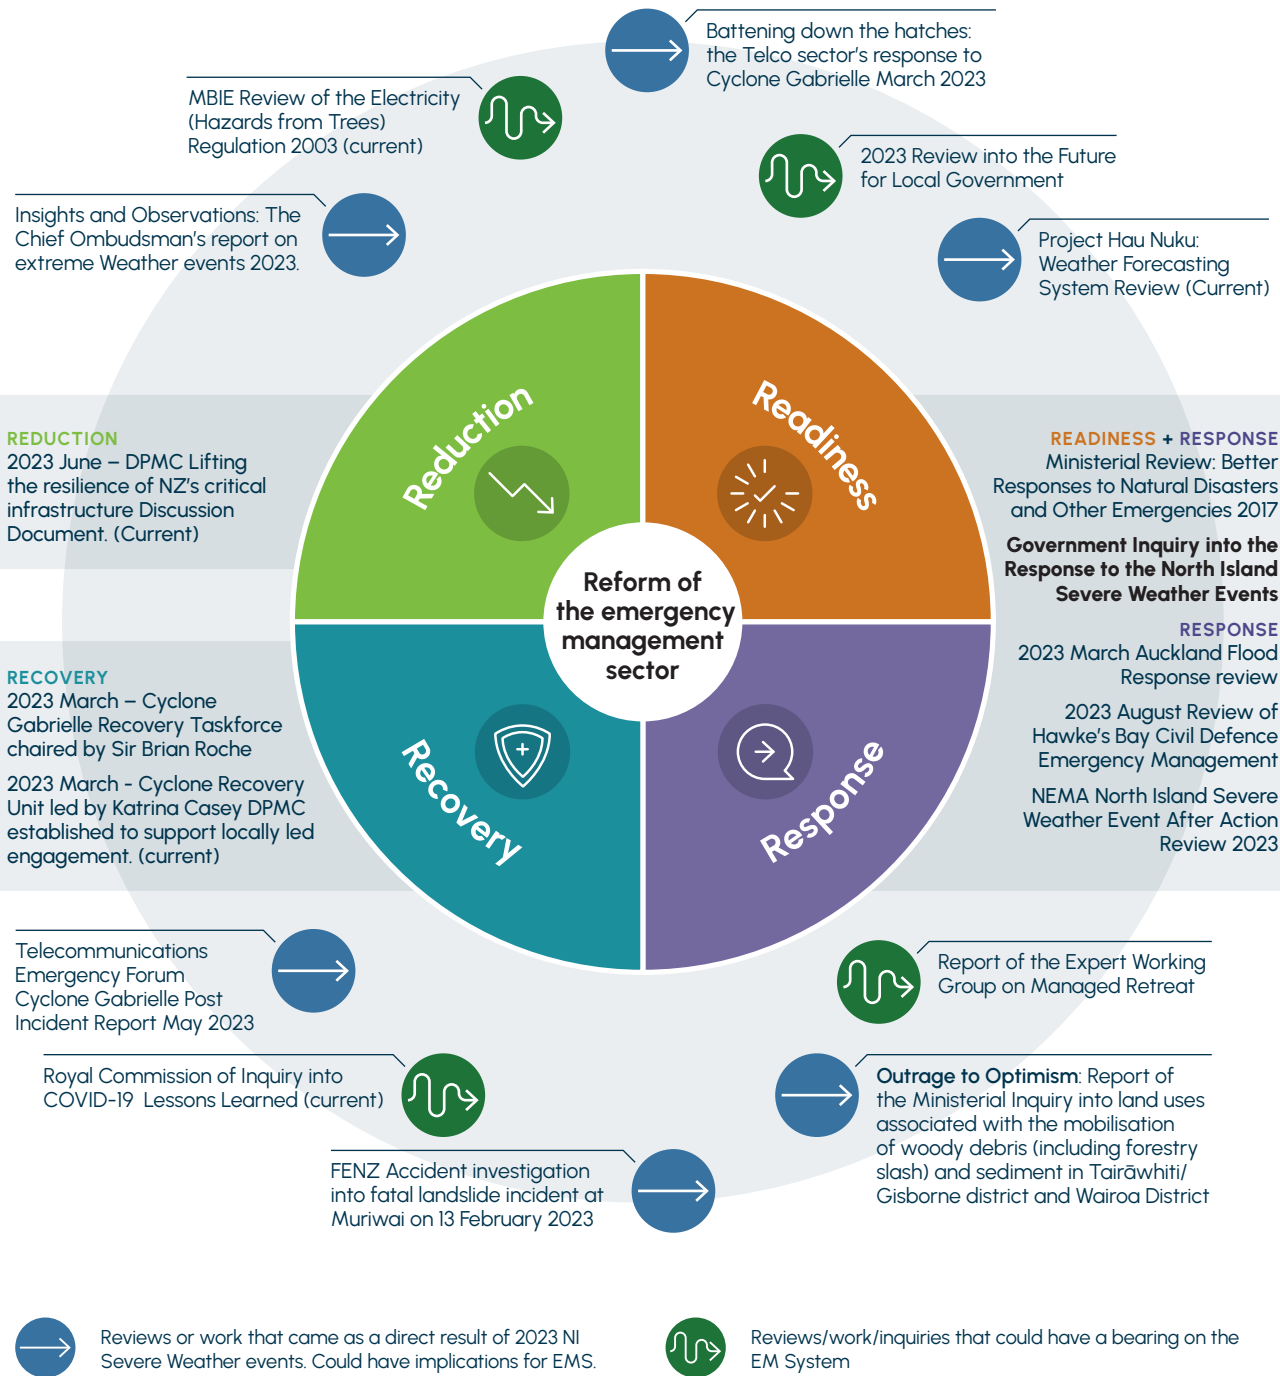 Battening down the hatches:
the Telco sector's response to
Cyclone Gabrielle March 2023
MBIE Review of the Electricity
(Hazards from Trees)
Regulation 2003 (current)
2023 Review into the Future
for Local Government
Insights and Observations: The
Chief Ombudsman's report on
extreme Weather events 2023.
Project Hau Nuku:
Weather Forecasting
System Review (Current)
Reduction
Readiness
REDUCTION
2023 June – DPMC Lifting
the resilience of NZ's critical
infrastructure Discussion
Document. (Current)
READINESS + RESPONSE
Ministerial Review: Better
Responses to Natural Disasters
and Other Emergencies 2017
Government Inquiry into the
Response to the North Island
Severe Weather Events
Reform of
the emergency
management
sector
RECOVERY
2023 March – Cyclone
Gabrielle Recovery Taskforce
chaired by Sir Brian Roche
2023 March - Cyclone Recovery
Unit led by Katrina Casey DPMC
established to support locally led
engagement. (current)
RESPONSE
2023 March Auckland Flood
Response review
2023 August Review of
Hawke's Bay Civil Defence
Emergency Management
NEMA North Island Severe
Weather Event After Action
Review 2023
Recovery
Response
Telecommunications
Emergency Forum
Cyclone Gabrielle Post
Incident Report May 2023
Report of the Expert Working
Group on Managed Retreat
Royal Commission of Inquiry into
COVID-19 Lessons Learned (current)
Outrage to Optimism: Report of
the Ministerial Inquiry into land uses
associated with the mobilisation
of woody debris (including forestry
slash) and sediment in Tairāwhiti/
Gisborne district and Wairoa District
FENZ Accident investigation
into fatal landslide incident at
Muriwai on 13 February 2023
Reviews or work that came as a direct result of 2023 NI
Severe Weather events. Could have implications for EMS.
Reviews/work/inquiries that could have a bearing on the
EM System